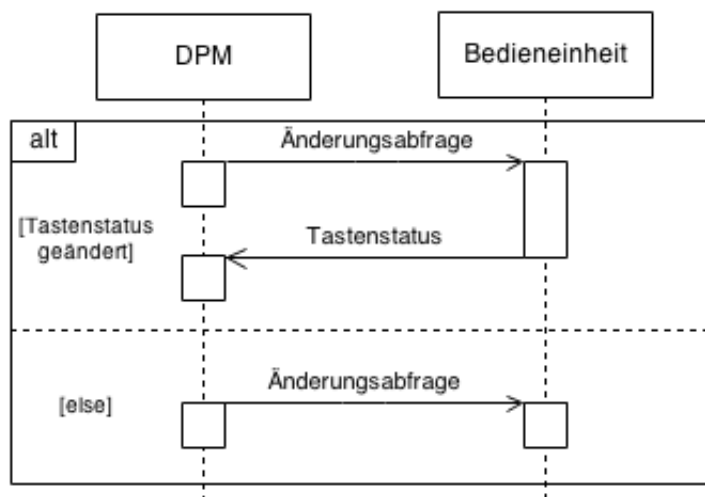 DPM
Bedieneinheit
alt
Änderungsabfrage
[Tastenstatus
geändert]
Tastenstatus
Änderungsabfrage
[else]